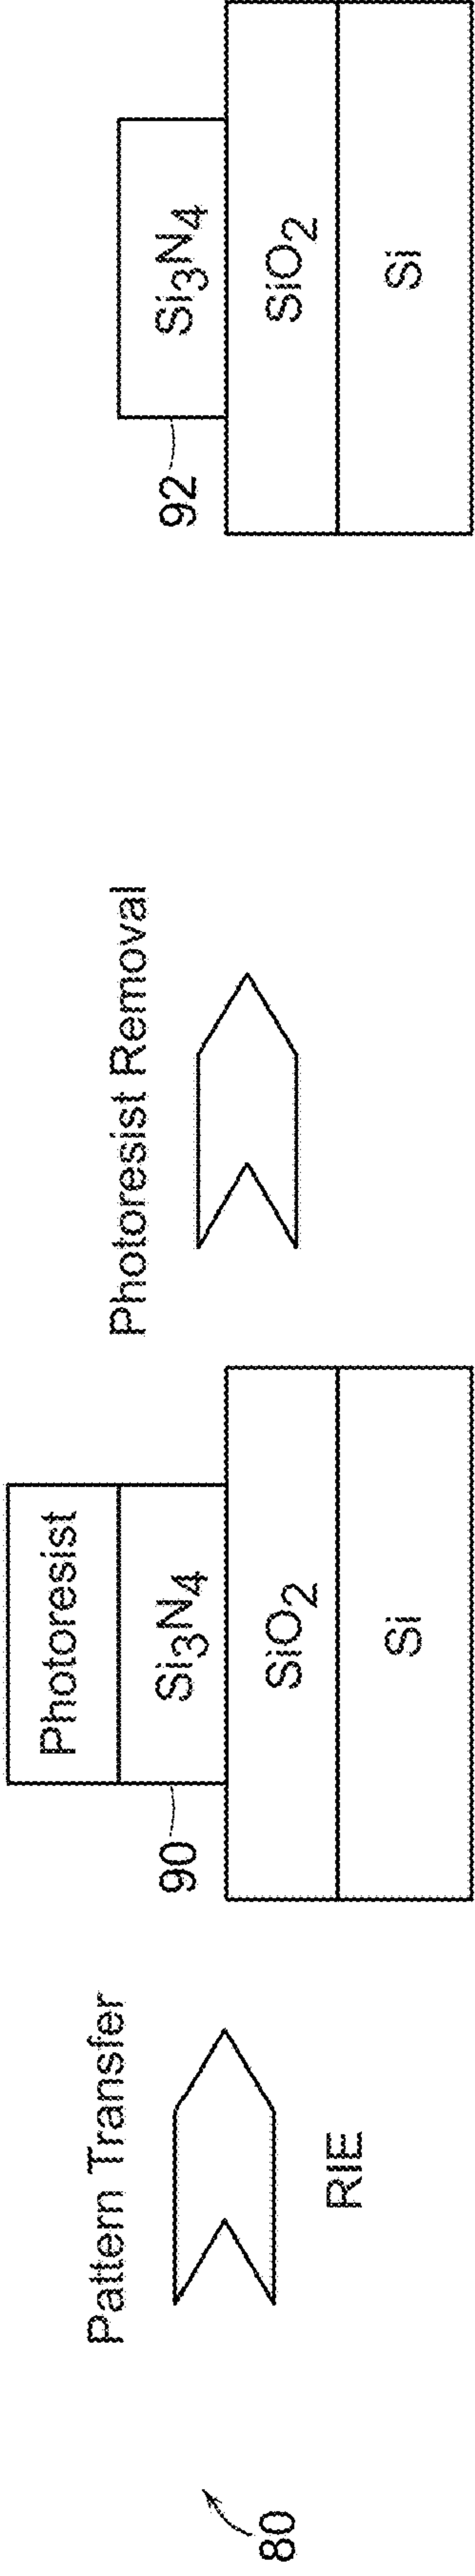 80
Pattern Transfer
RIE
90
Photoresist
Si₃N₄
SiO₂
Si
Photoresist Removal
92
Si₃N₄
SiO₂
Si